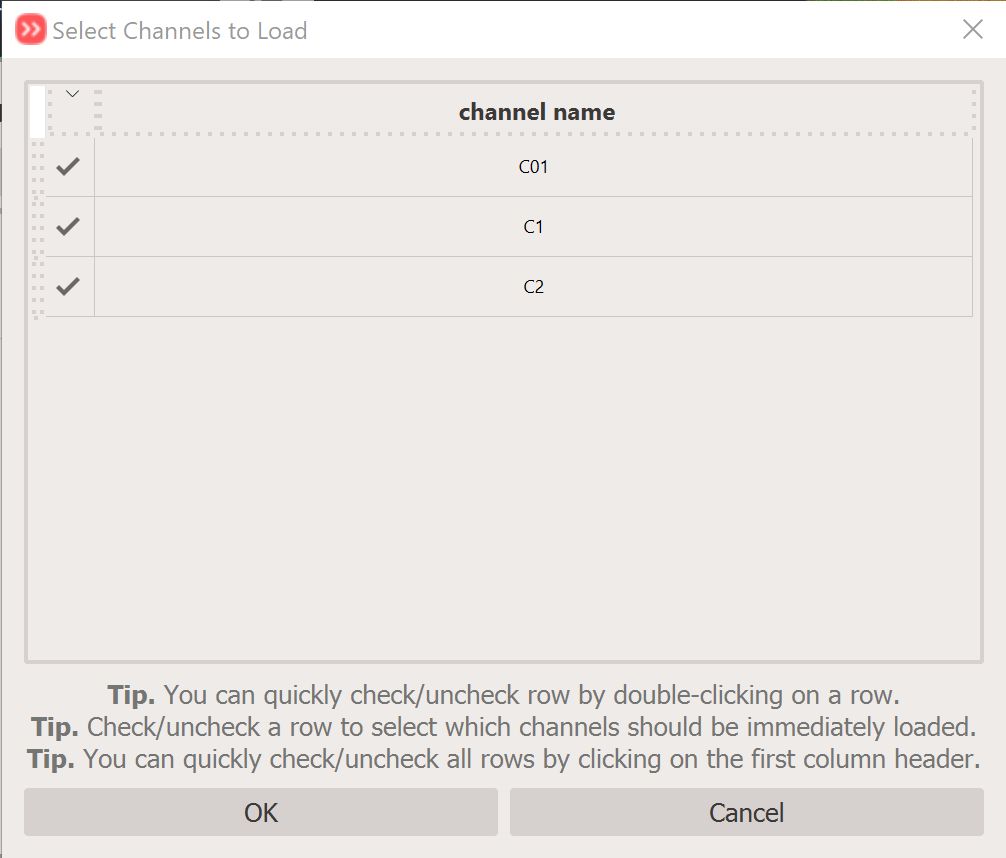 Select Channels to Load
channel name
C01
C1
C2
Tip. You can quickly check/uncheck row by double-clicking on a row.
Tip. Check/uncheck a row to select which channels should be immediately loaded.
Tip. You can quickly check/uncheck all rows by clicking on the first column header.
OK
Cancel